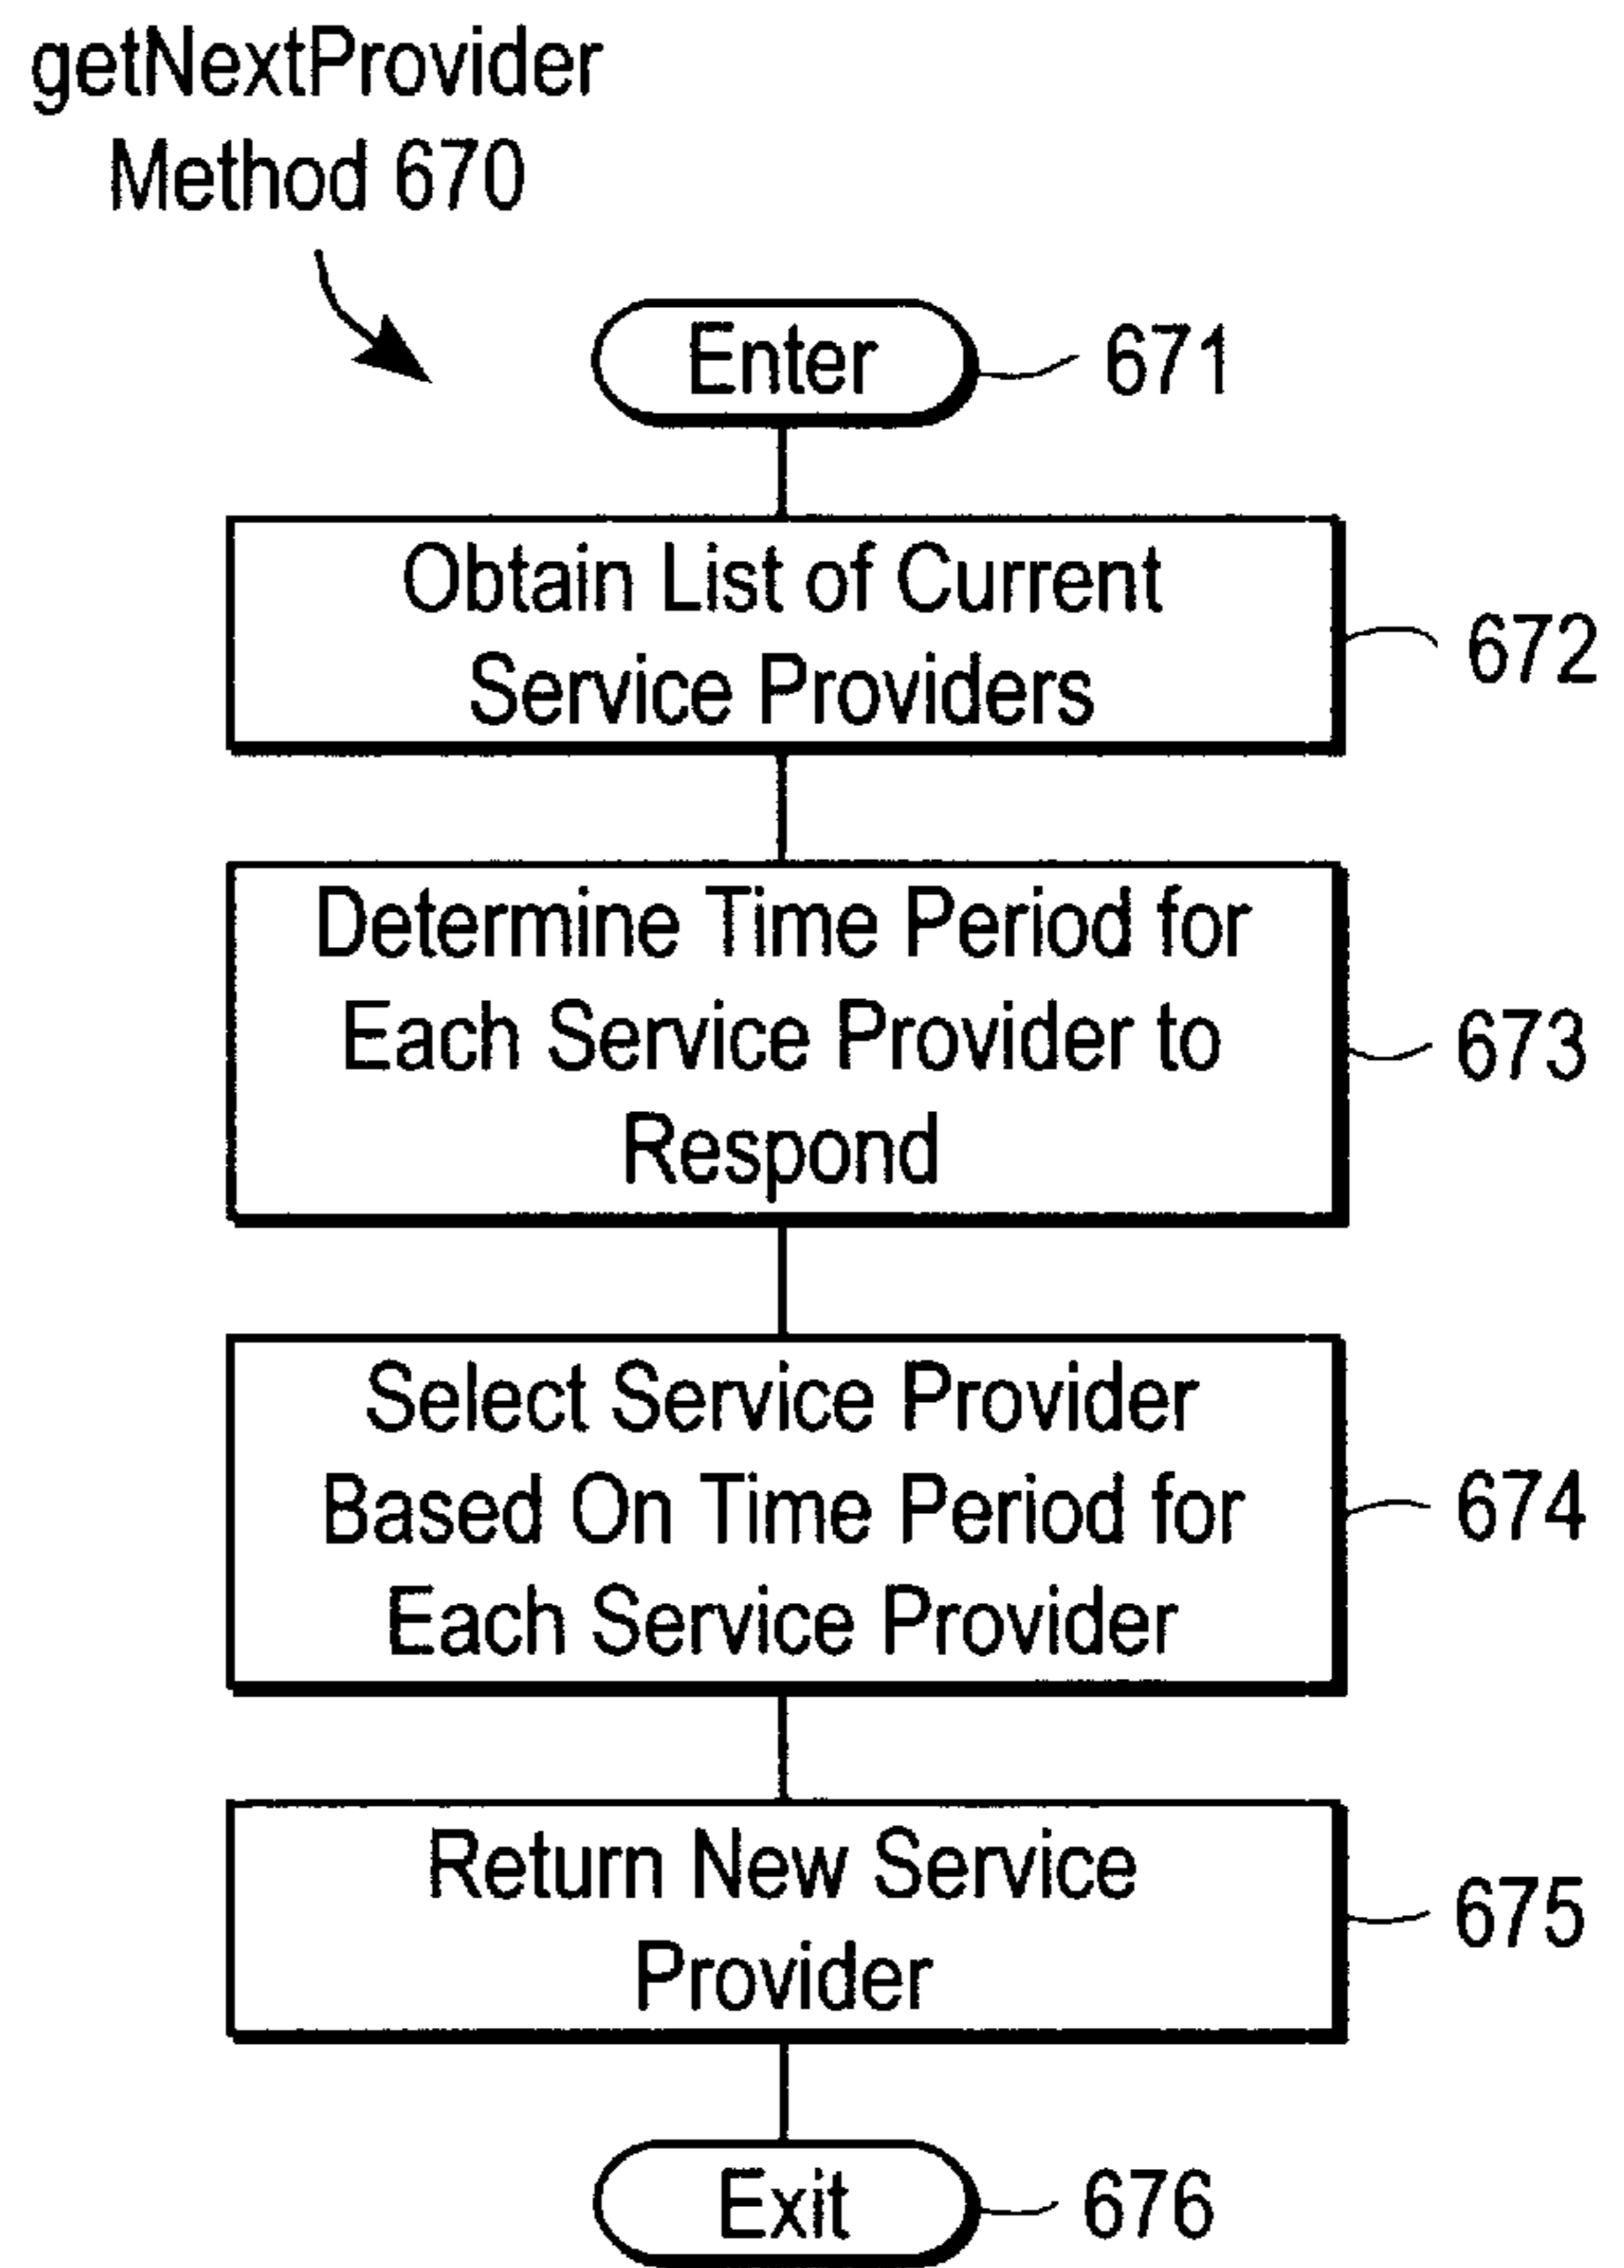 getNextProvider
Method 670
Enter
671
Obtain List of Current
Service Providers
672
Determine Time Period for
Each Service Provider to
Respond
673
Select Service Provider
Based On Time Period for
Each Service Provider
674
Return New Service
Provider
675
Exit
676